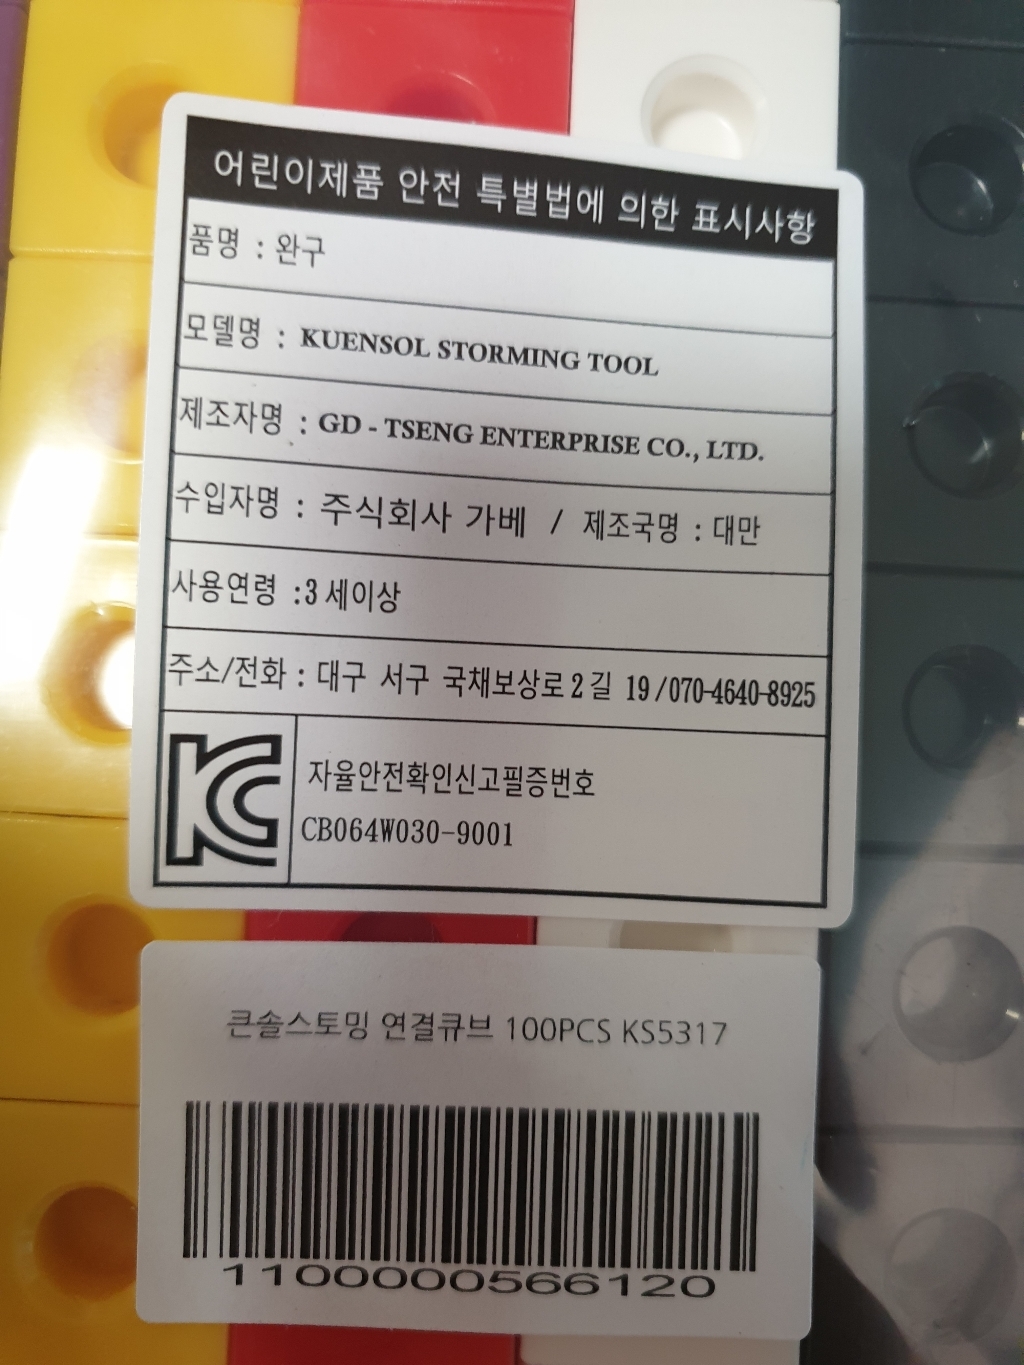 어린이제품 안전 특별법에 의한 표시사항
품명 : 완구
모델명 : KUENSOL STORMING TOOL
제조자명 : GD - TSENG ENTERPRISE CO., LTD.
수입자명 : 주식회사 가베 / 제조국명 : 대만
사용연령 :3 세이상
주소/전화 : 대구 서구 국채보상로 2 길 19 / 070-4640-8925
자율안전확인신고필증번호
CB064W030-9001
큰솔스토밍 연결큐브 100PCS KS5317
1100000566120